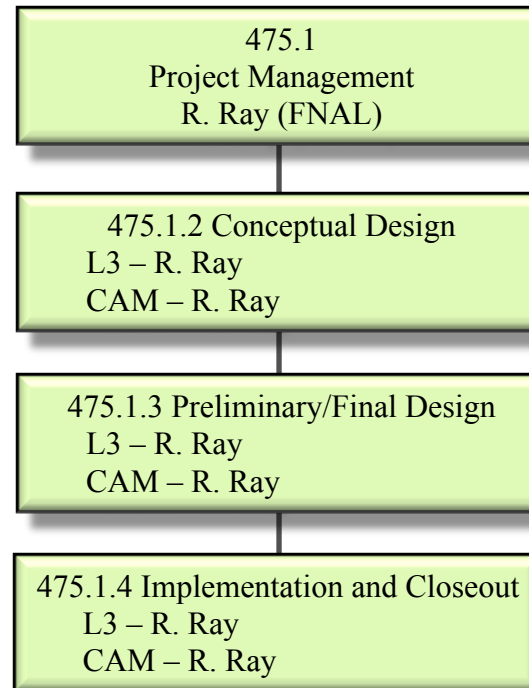 475.1
Project Management
R. Ray (FNAL)
475.1.2 Conceptual Design
L3 – R. Ray
CAM – R. Ray
475.1.3 Preliminary/Final Design
L3 – R. Ray
CAM – R. Ray
475.1.4 Implementation and Closeout
L3 – R. Ray
CAM – R. Ray